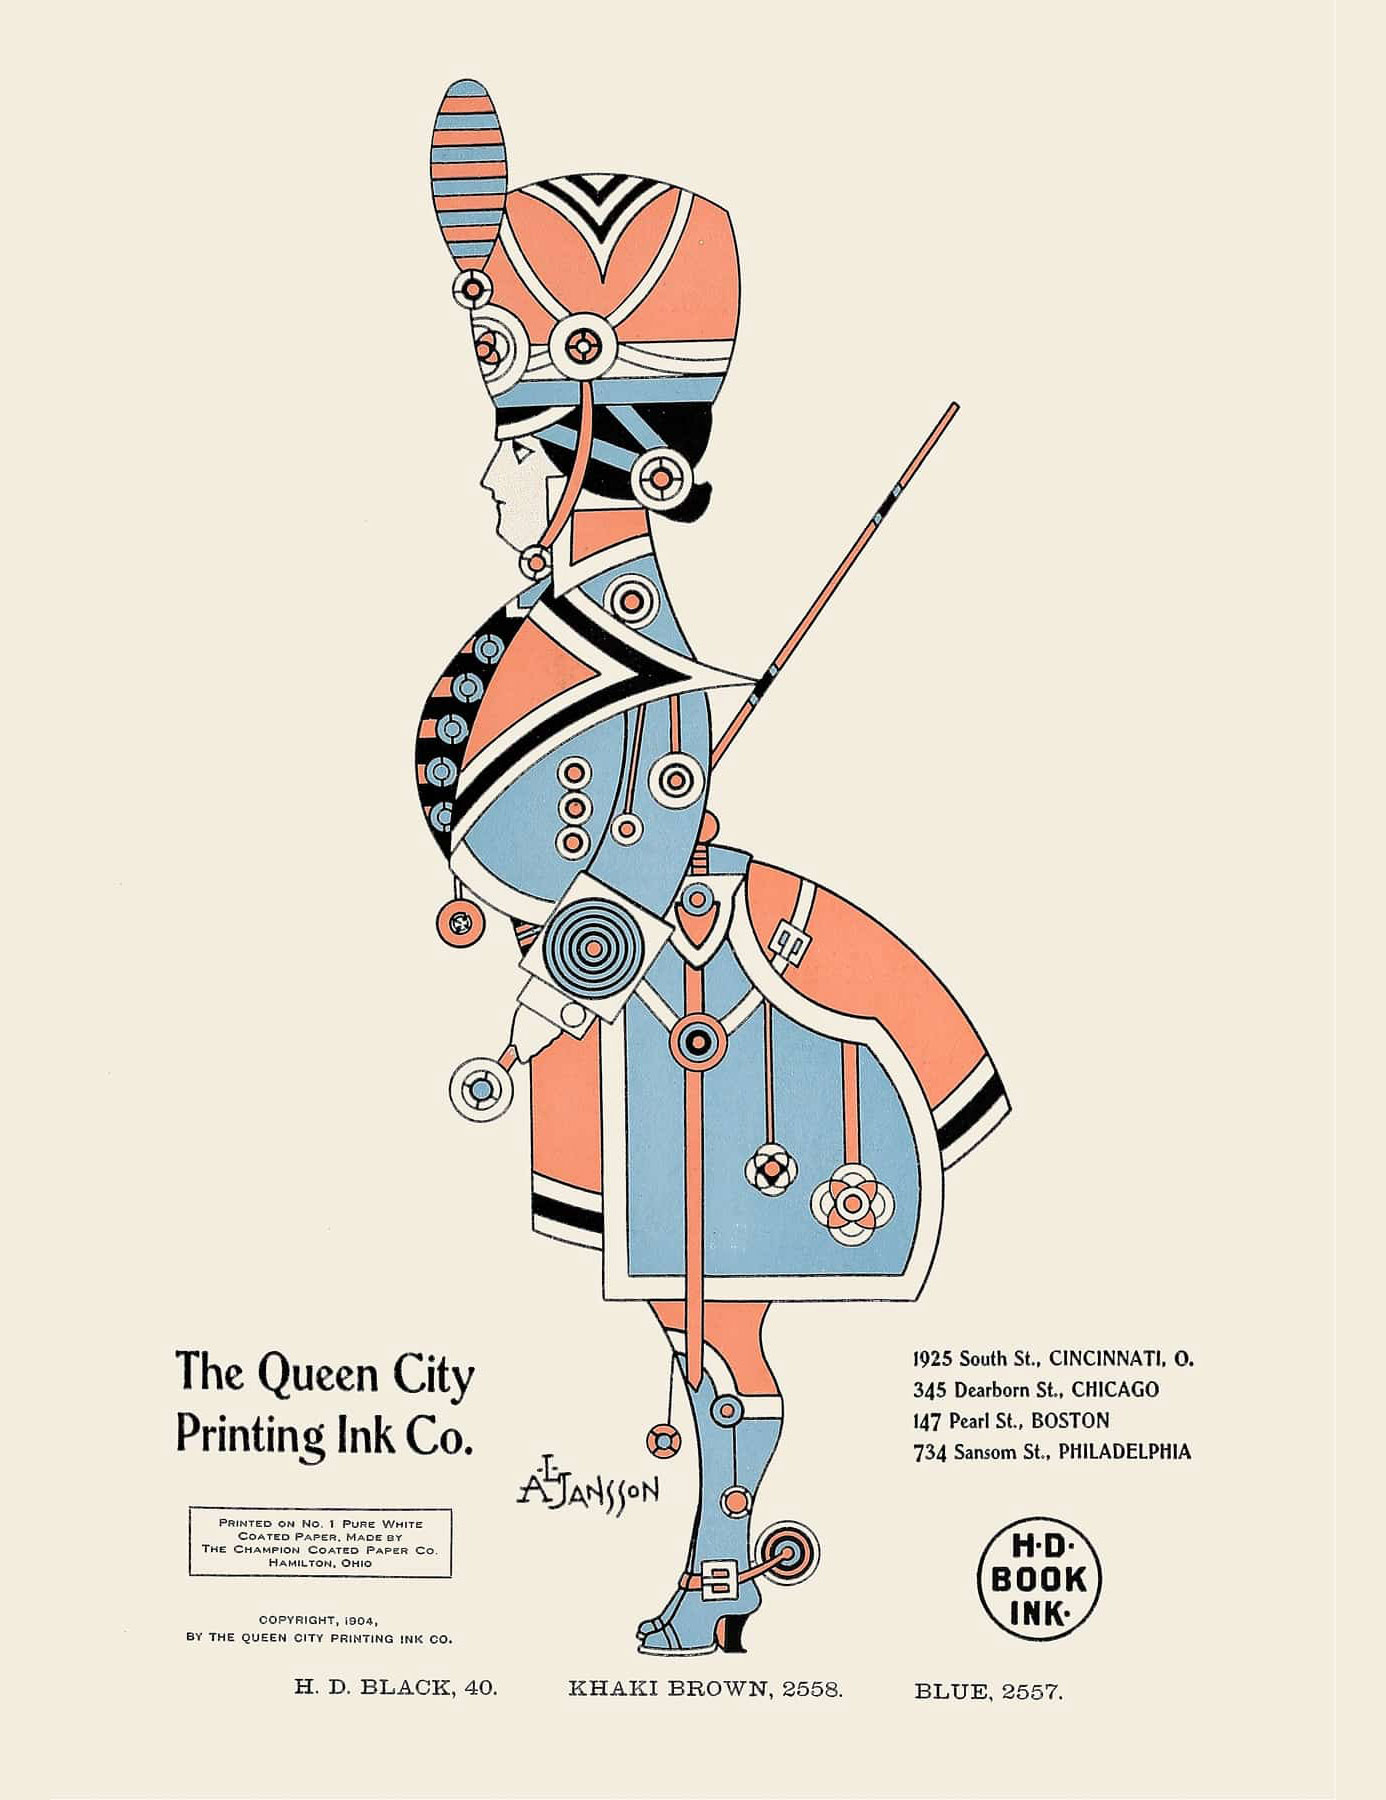 The Queen City
Printing Ink Co.
1925 South St., CINCINNATI, O.
345 Dearborn St., CHICAGO
147 Pearl St., BOSTON
734 Sansom St., PHILADELPHIA
A-L-JANSSON
PRINTED ON NO. 1 PURE WHITE
COATED PAPER, MADE BY
THE CHAMPION COATED PAPER CO.
HAMILTON, OHIO
H·D·
BOOK
INK·
COPYRIGHT, 1904,
BY THE QUEEN CITY PRINTING INK CO.
H. D. BLACK, 40. KHAKI BROWN, 2558. BLUE, 2557.